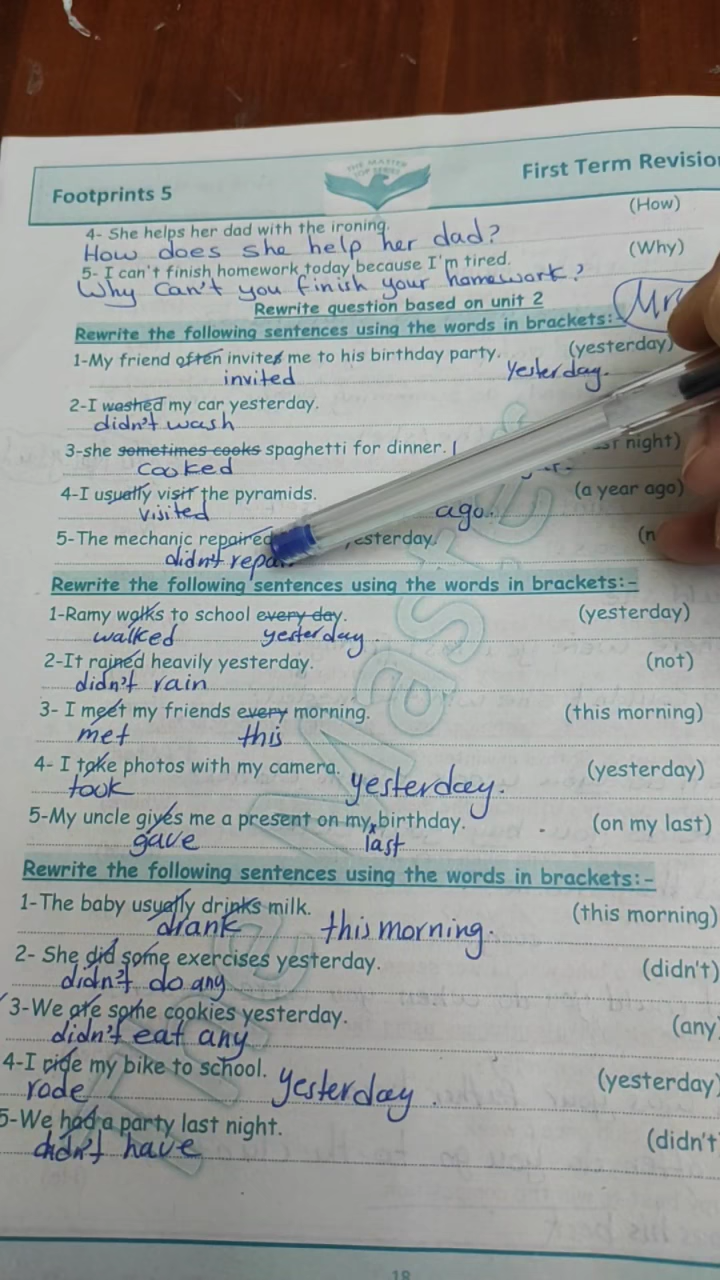 THE MASTER
TOP SERIES
Footprints 5
First Term Revision
4- She helps her dad with the ironing. (How)
How does she help her dad?
5- I can't finish homework today because I'm tired. (Why)
Why can't you finish your homework?
Rewrite question based on unit 2
Mr
Rewrite the following sentences using the words in brackets:-
1-My friend often invites me to his birthday party. (yesterday)
invited yesterday.
2-I washed my car yesterday.
didn't wash
3-she sometimes cooks spaghetti for dinner. night)
cooked
4-I usually visit the pyramids. (a year ago)
visited ago.
5-The mechanic repaired yesterday. (n
didn't
Rewrite the following sentences using the words in brackets:-
1-Ramy walks to school every day. (yesterday)
walked yesterday.
2-It rained heavily yesterday. (not)
didn't rain
3- I meet my friends every morning. (this morning)
met this
4- I take photos with my camera. (yesterday)
took yesterday.
5-My uncle gives me a present on my birthday. (on my last)
gave last
Rewrite the following sentences using the words in brackets:-
1-The baby usually drinks milk. (this morning)
drank this morning.
2- She did some exercises yesterday. (didn't)
didn't do any
3-We ate some cookies yesterday. (any)
didn't eat any
4-I ride my bike to school. (yesterday)
rode yesterday.
5-We had a party last night. (didn't
didn't have
The Master
18